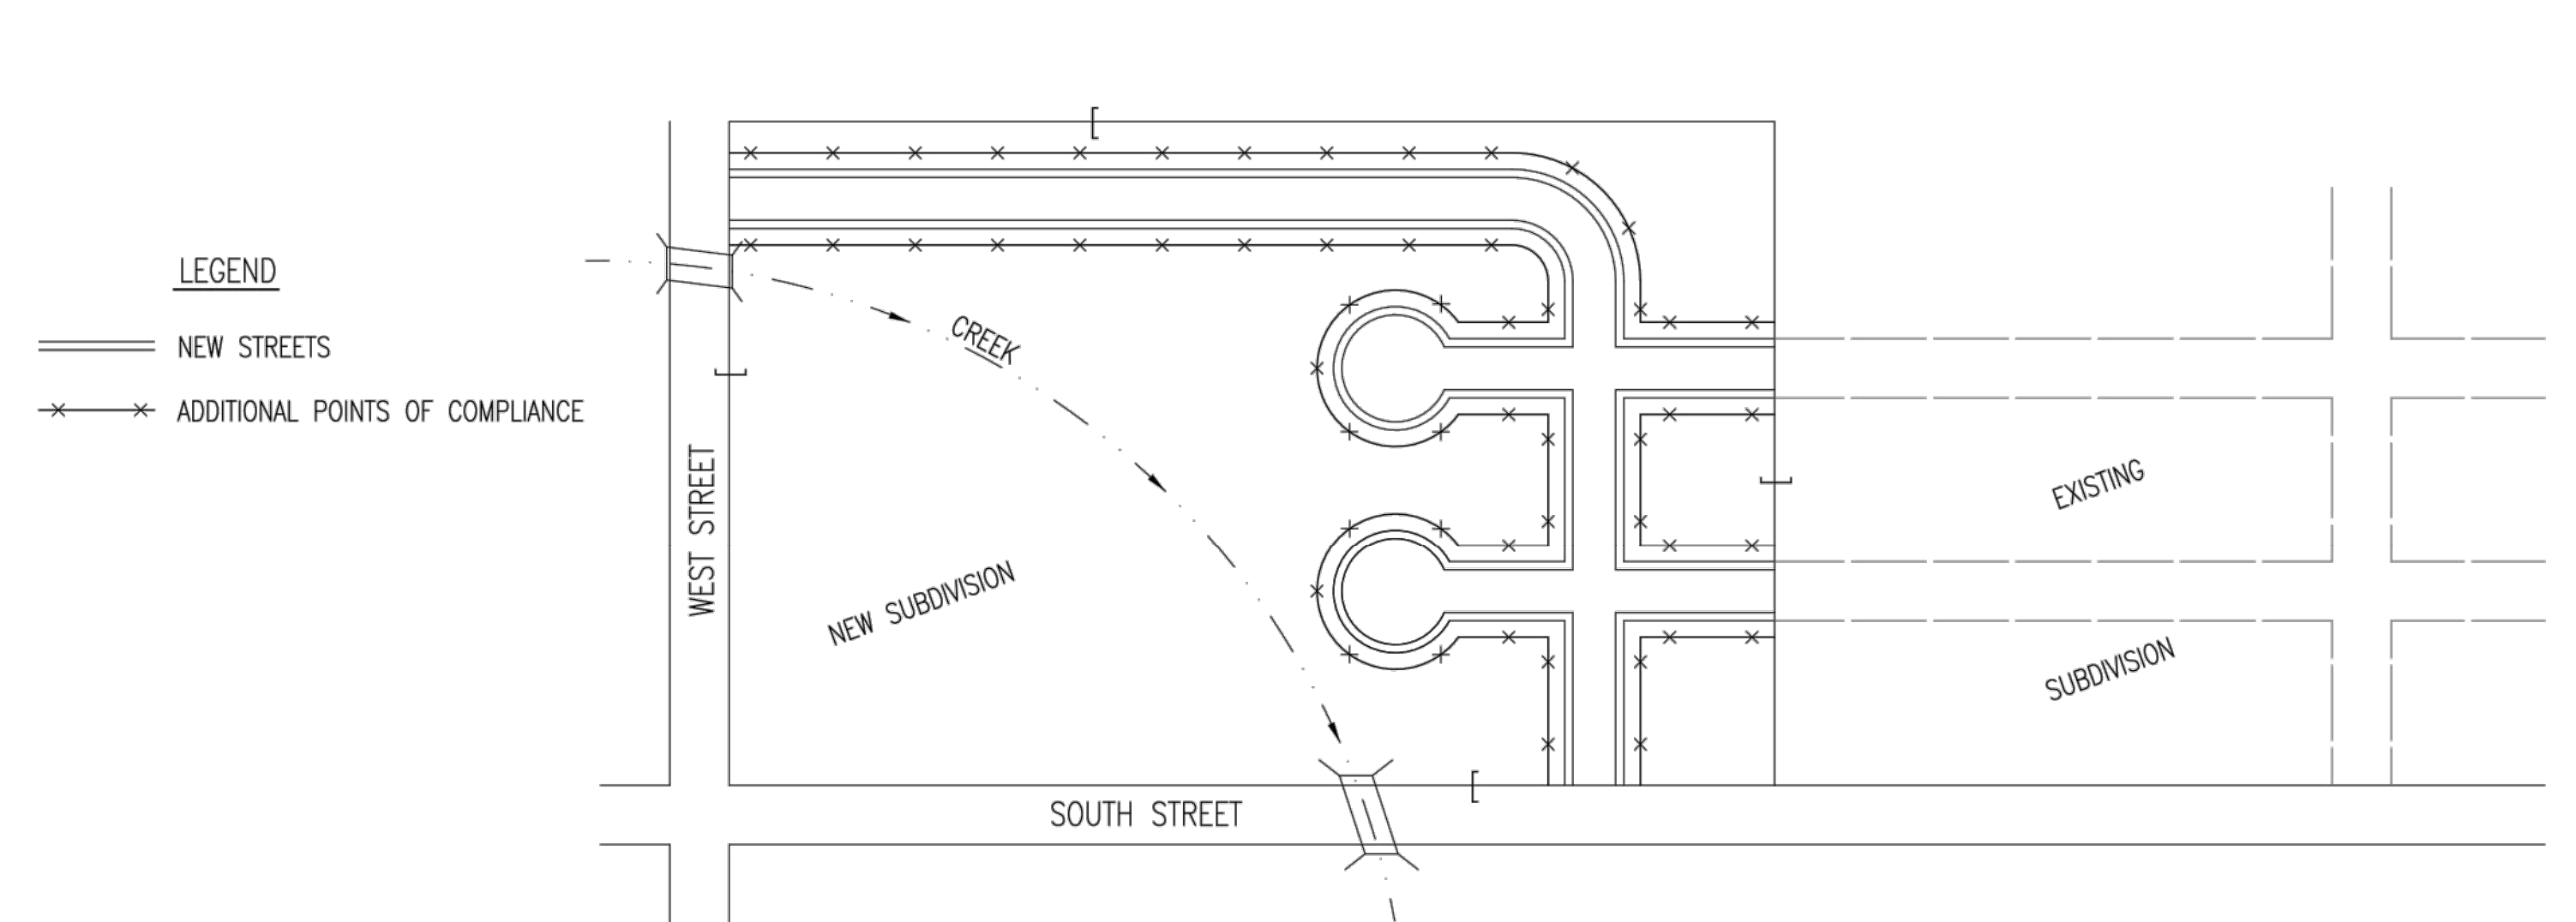 LEGEND
NEW STREETS
ADDITIONAL POINTS OF COMPLIANCE
CREEK
WEST STREET
NEW SUBDIVISION
SOUTH STREET
EXISTING
SUBDIVISION